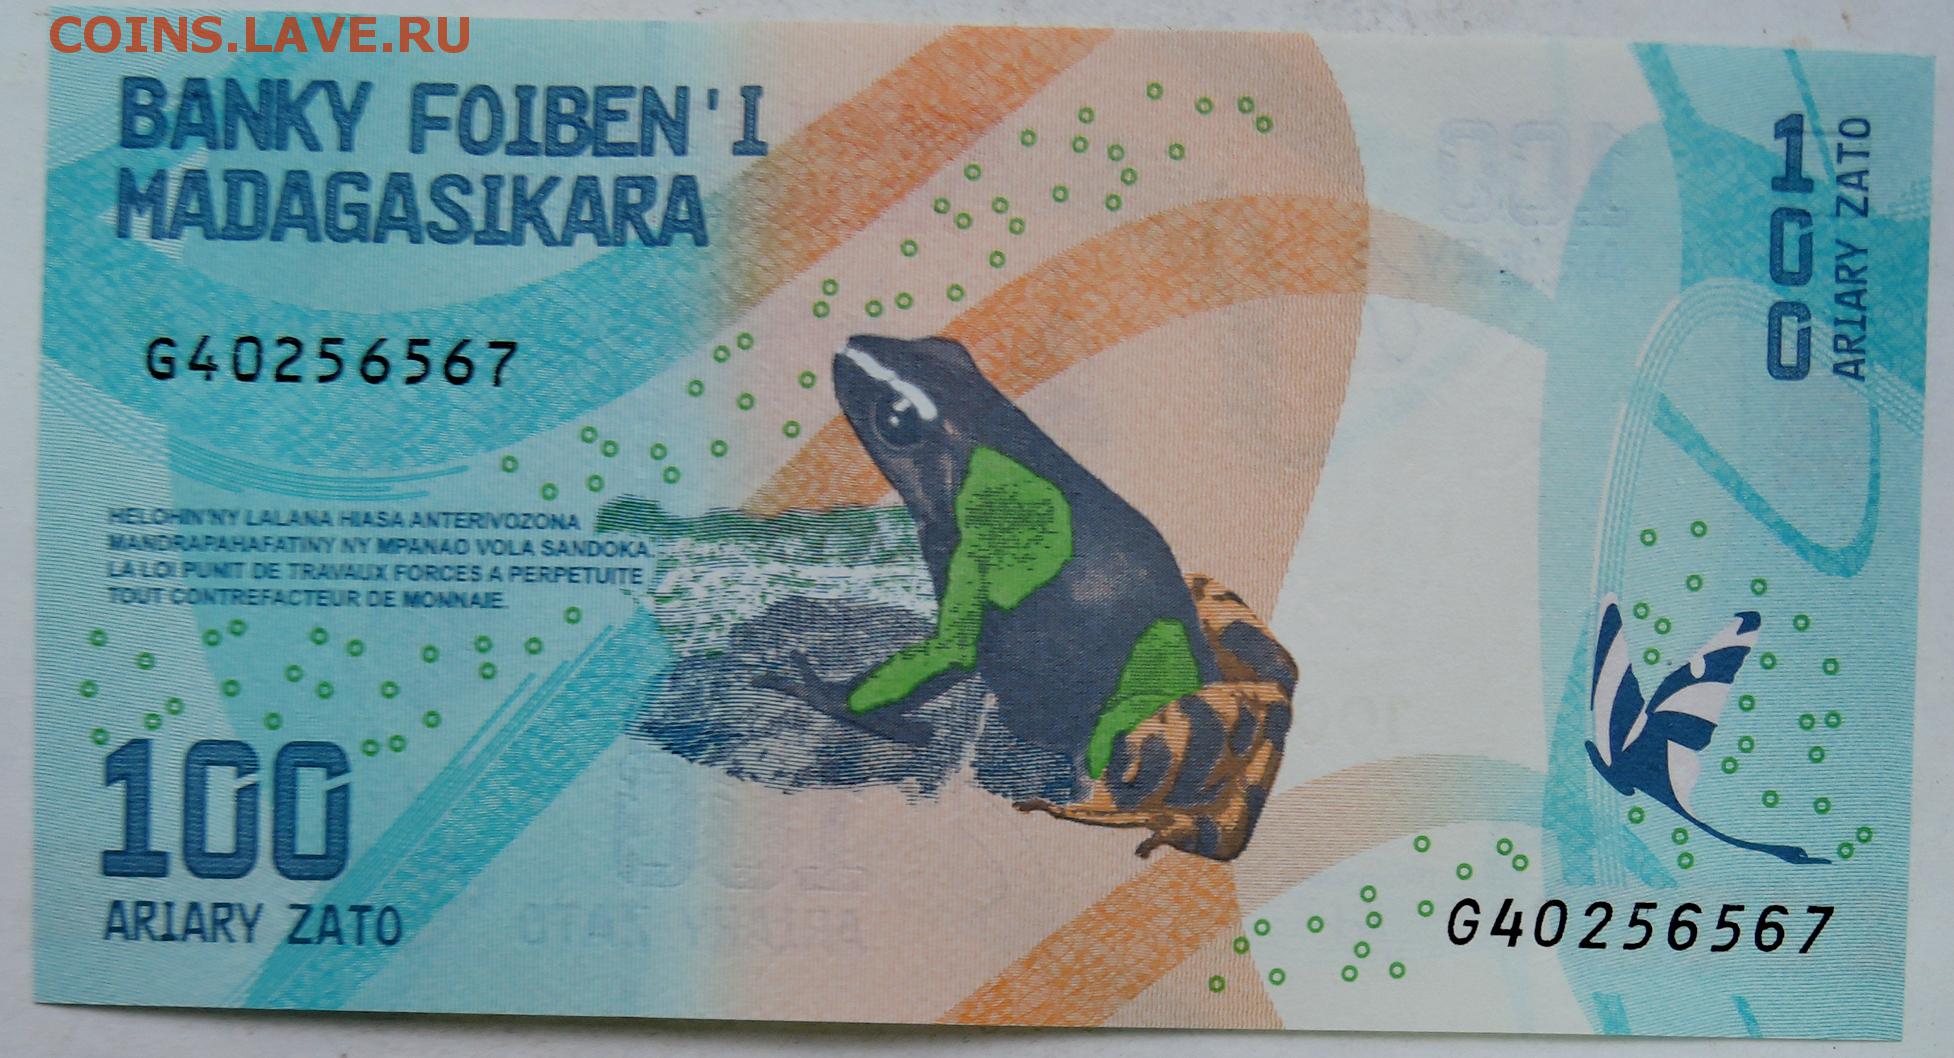 COINS.LAVE.RU
BANKY FOIBEN'I
MADAGASIKARA
G40256567
HELOHIN'NY LALANA HIASA ANTERIVOZONA
MANDRAPAHAFATINY NY MPANAO VOLA SANDOKA.
LA LOI PUNIT DE TRAVAUX FORCES A PERPETUITE
TOUT CONTREFACTEUR DE MONNAIE.
100
ARIARY ZATO
100
ARIARY ZATO
G40256567